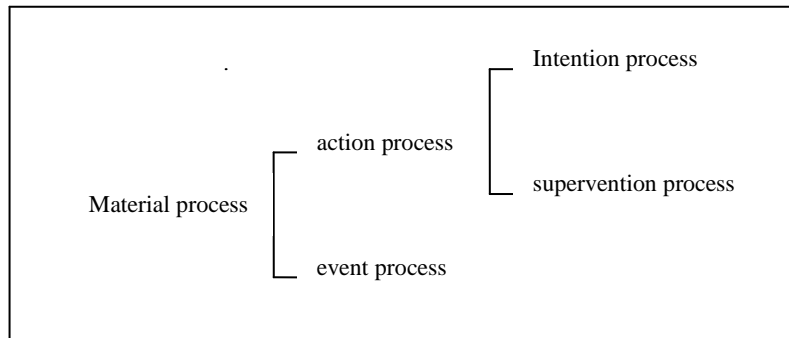 Intention process
action process
supervention process
Material process
event process